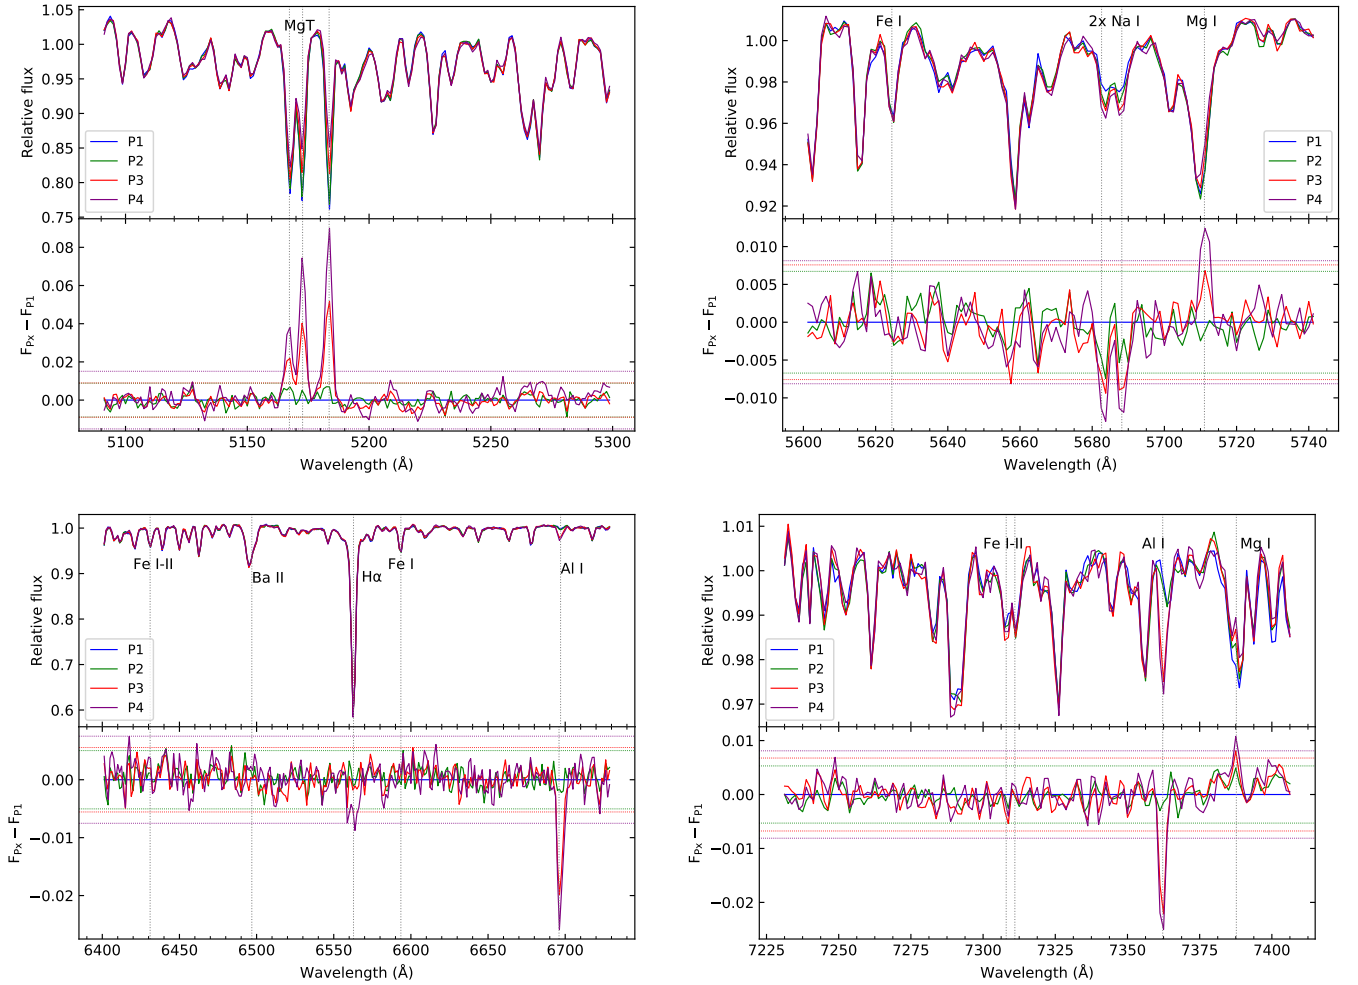 MgT
Relative flux
1.05
1.00
0.95
0.90
0.85
0.80
0.75
P1
P2
P3
P4
F_Px − F_P1
0.08
0.06
0.04
0.02
0.00
5100
5150
5200
5250
5300
Wavelength (Å)
Fe I
2x Na I
Mg I
Relative flux
1.00
0.98
0.96
0.94
0.92
P1
P2
P3
P4
F_Px − F_P1
0.010
0.005
0.000
−0.005
−0.010
5600
5620
5640
5660
5680
5700
5720
5740
Wavelength (Å)
Relative flux
1.0
0.9
0.8
0.7
0.6
Fe I-II
Ba II
Hα
Fe I
Al I
P1
P2
P3
P4
F_Px − F_P1
0.00
−0.01
−0.02
6400
6450
6500
6550
6600
6650
6700
Wavelength (Å)
Relative flux
1.01
1.00
0.99
0.98
0.97
Fe I-II
Al I
Mg I
P1
P2
P3
P4
F_Px − F_P1
0.01
0.00
−0.01
−0.02
7225
7250
7275
7300
7325
7350
7375
7400
Wavelength (Å)